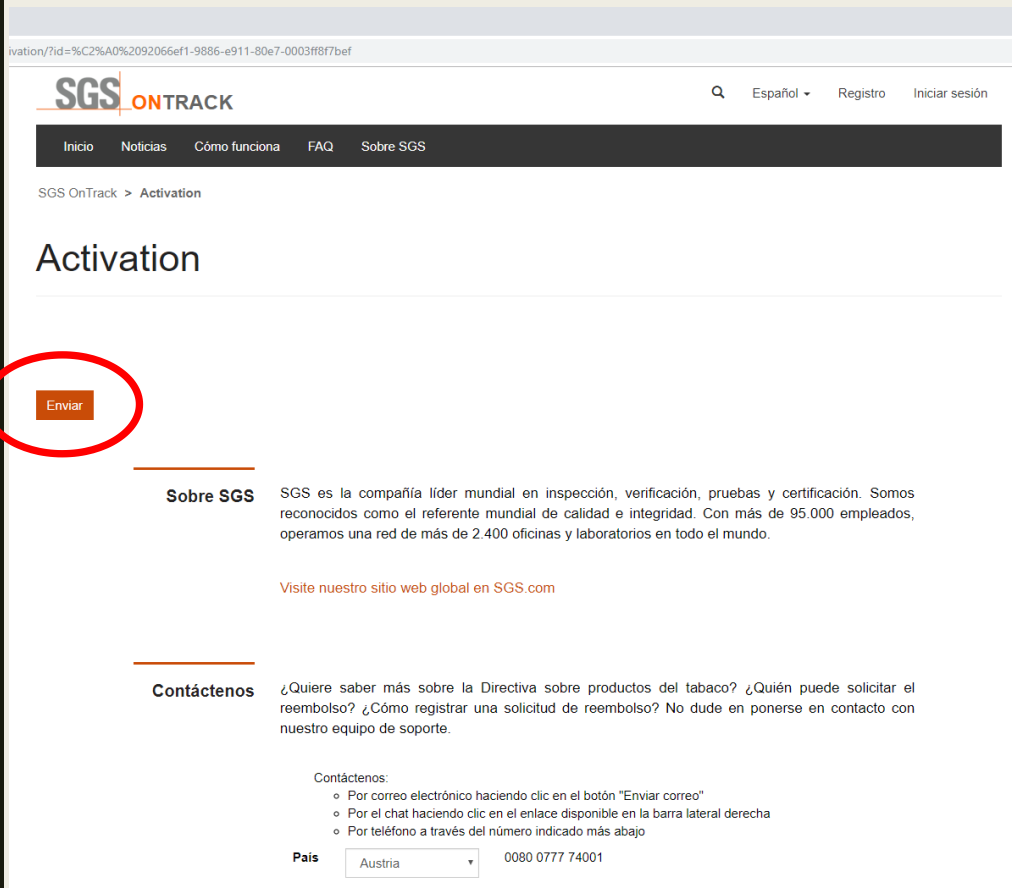 ivation/?id=%C2%A0%2092066ef1-9886-e911-80e7-0003ff8f7bef
SGS ONTRACK
Español Registro Iniciar sesión
Inicio Noticias Cómo funciona FAQ Sobre SGS
SGS OnTrack > Activation
Activation
Enviar
Sobre SGS
SGS es la compañía líder mundial en inspección, verificación, pruebas y certificación. Somos
reconocidos como el referente mundial de calidad e integridad. Con más de 95.000 empleados,
operamos una red de más de 2.400 oficinas y laboratorios en todo el mundo.
Visite nuestro sitio web global en SGS.com
Contáctenos
¿Quiere saber más sobre la Directiva sobre productos del tabaco? ¿Quién puede solicitar el
reembolso? ¿Cómo registrar una solicitud de reembolso? No dude en ponerse en contacto con
nuestro equipo de soporte.
Contáctenos:
Por correo electrónico haciendo clic en el botón "Enviar correo"
Por el chat haciendo clic en el enlace disponible en la barra lateral derecha
Por teléfono a través del número indicado más abajo
País Austria 0080 0777 74001